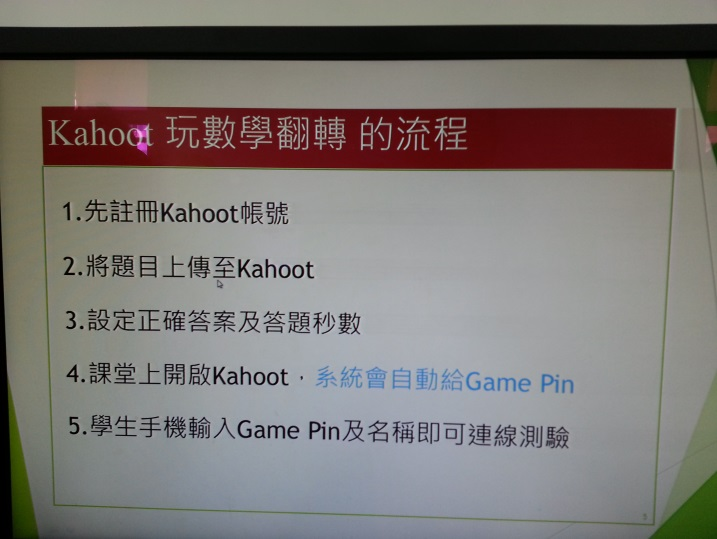 Kahoot 玩數學翻轉 的流程
1.先註冊Kahoot帳號
2.將題目上傳至Kahoot
3.設定正確答案及答題秒數
4.課堂上開啟Kahoot，系統會自動給Game Pin
5.學生手機輸入Game Pin及名稱即可連線測驗